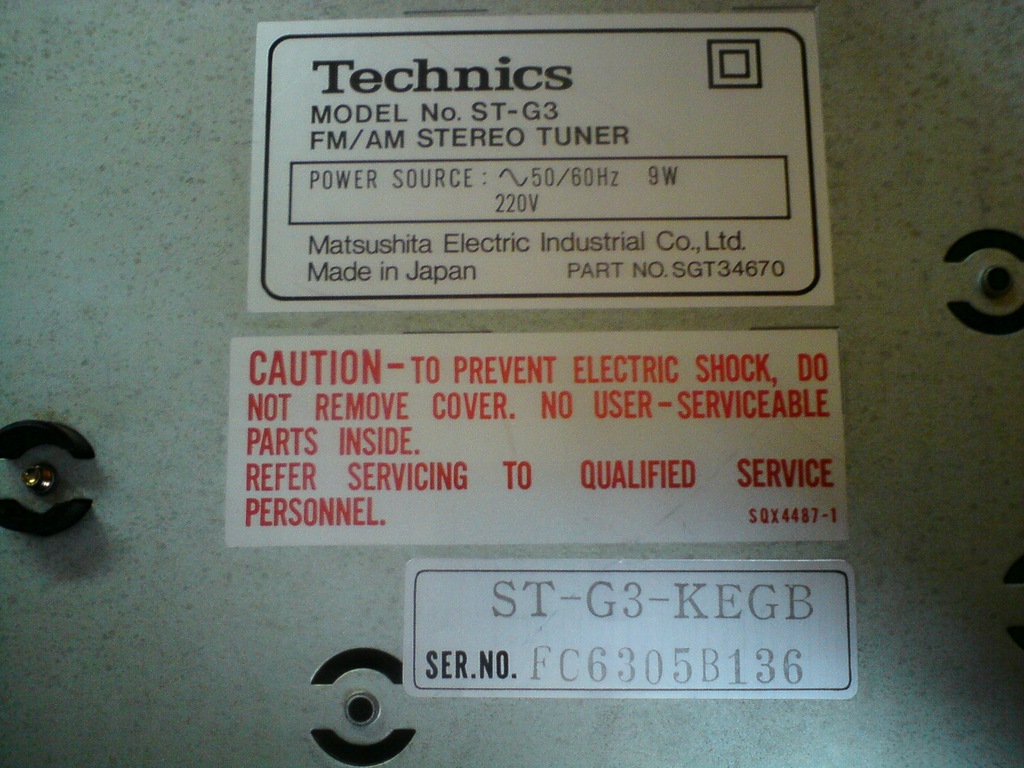 Technics
MODEL No. ST-G3
FM/AM STEREO TUNER
POWER SOURCE: ∿50/60Hz 9W
220V
Matsushita Electric Industrial Co., Ltd.
Made in Japan PART NO. SGT34670
CAUTION-TO PREVENT ELECTRIC SHOCK, DO
NOT REMOVE COVER. NO USER-SERVICEABLE
PARTS INSIDE.
REFER SERVICING TO QUALIFIED SERVICE
PERSONNEL.
SQX4487-1
ST-G3-KEGB
SER.NO. FC6305B136